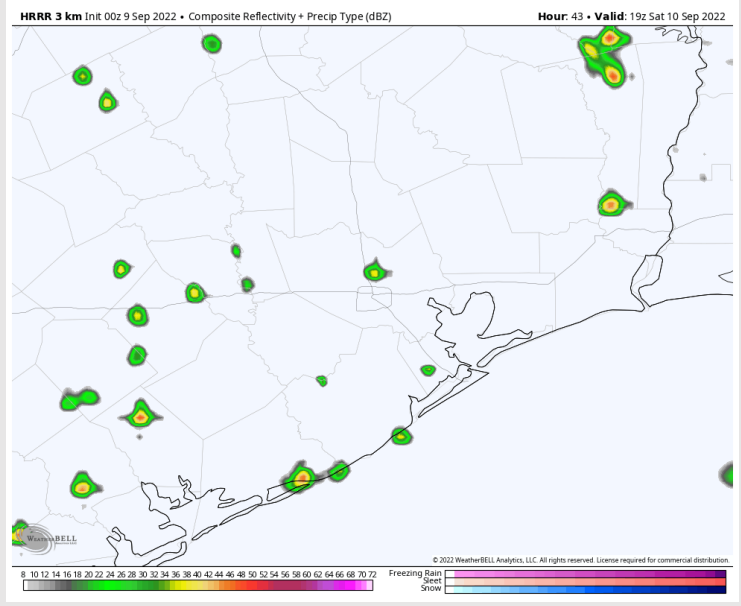 HRRR 3 km Init 00z 9 Sep 2022 • Composite Reflectivity + Precip Type (dBZ) Hour: 43 • Valid: 19z Sat 10 Sep 2022
WEATHERBELL
© 2022 WeatherBELL Analytics, LLC. All rights reserved. License required for commercial distribution.
8 10 12 14 16 18 20 22 24 26 28 30 32 34 36 38 40 42 44 46 48 50 52 54 56 58 60 62 64 66 68 70 72
Freezing Rain
Sleet
Snow